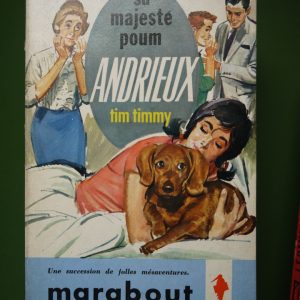 sa
majesté
poum
ANDRIEUX
tim timmy
Une succession de folles mésaventures.
marabout